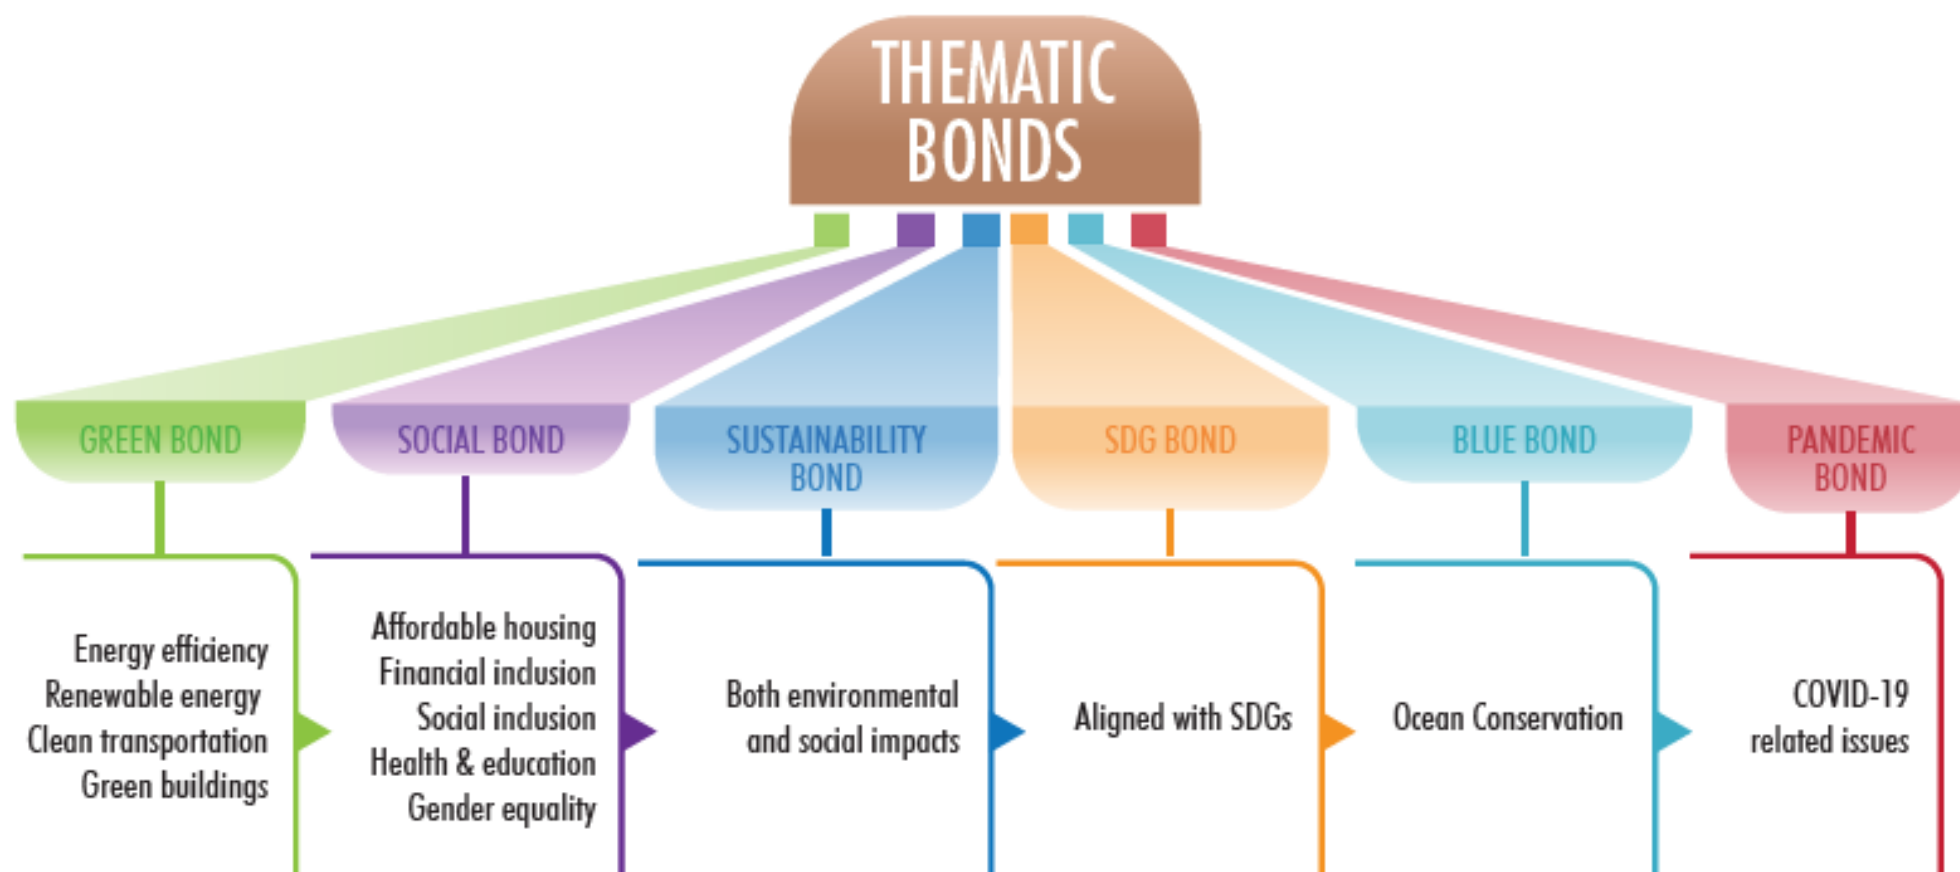 THEMATIC
BONDS
GREEN BOND
Energy efficiency
Renewable energy
Clean transportation
Green buildings
SOCIAL BOND
Affordable housing
Financial inclusion
Social inclusion
Health & education
Gender equality
SUSTAINABILITY
BOND
Both environmental
and social impacts
SDG BOND
Aligned with SDGs
BLUE BOND
Ocean Conservation
PANDEMIC
BOND
COVID-19
related issues